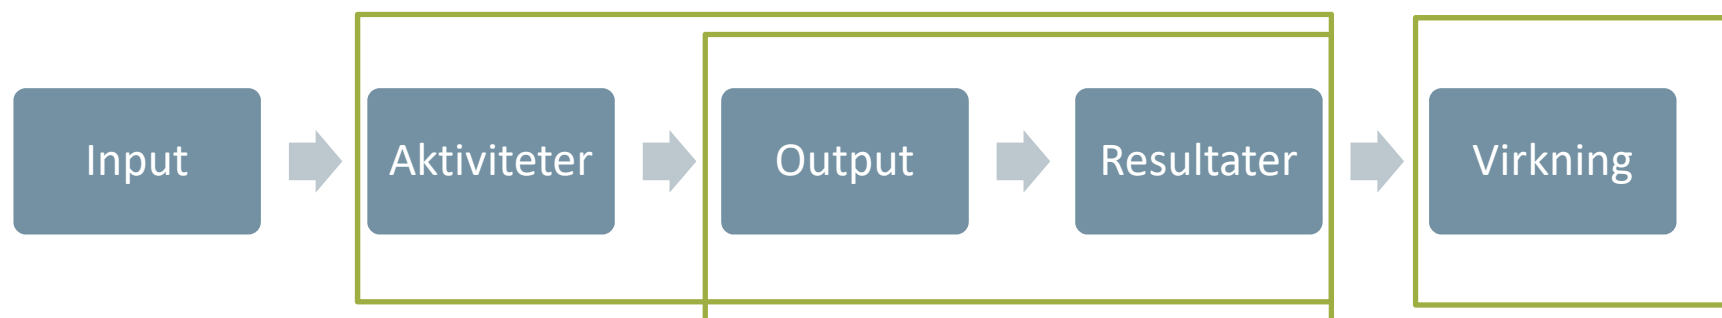 Input
Aktiviteter
Output
Resultater
Virkning